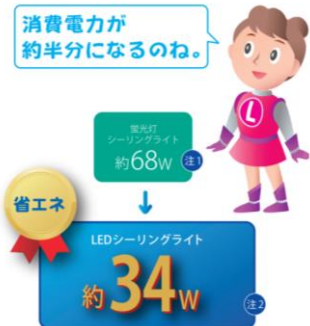 消費電力が
約半分になるのね。
L
蛍光灯
シーリングライト
約68W
注1
省エネ
LEDシーリングライト
約34W
注2